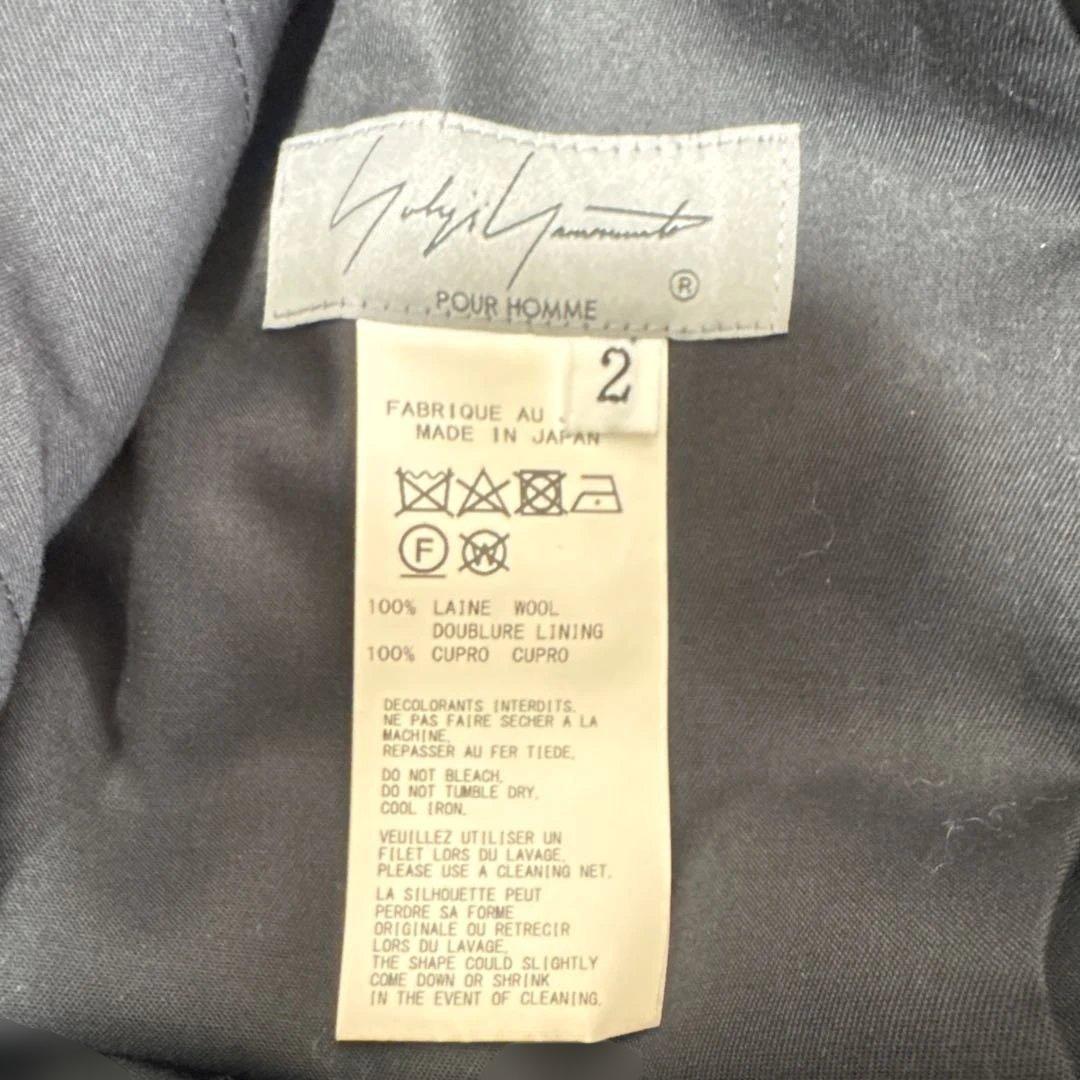 Yohji Yamamoto
®
POUR HOMME
2
FABRIQUE AU
MADE IN JAPAN
F
W
100% LAINE WOOL
DOUBLURE LINING
100% CUPRO CUPRO
DECOLORANTS INTERDITS.
NE PAS FAIRE SECHER A LA
MACHINE.
REPASSER AU FER TIEDE.
DO NOT BLEACH.
DO NOT TUMBLE DRY.
COOL IRON.
VEUILLEZ UTILISER UN
FILET LORS DU LAVAGE.
PLEASE USE A CLEANING NET.
LA SILHOUETTE PEUT
PERDRE SA FORME
ORIGINALE OU RETRECIR
LORS DU LAVAGE.
THE SHAPE COULD SLIGHTLY
COME DOWN OR SHRINK
IN THE EVENT OF CLEANING.